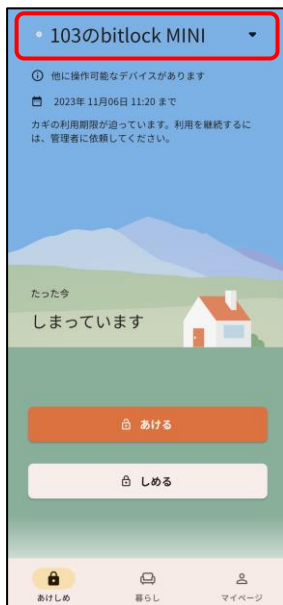 103のbitlock MINI
他に操作可能なデバイスがあります
2023年 11月06日 11:20 まで
カギの利用期限が迫っています。利用を継続するに
は、管理者に依頼してください。
たった今
しまっています
あける
しめる
あけしめ
暮らし
マイページ